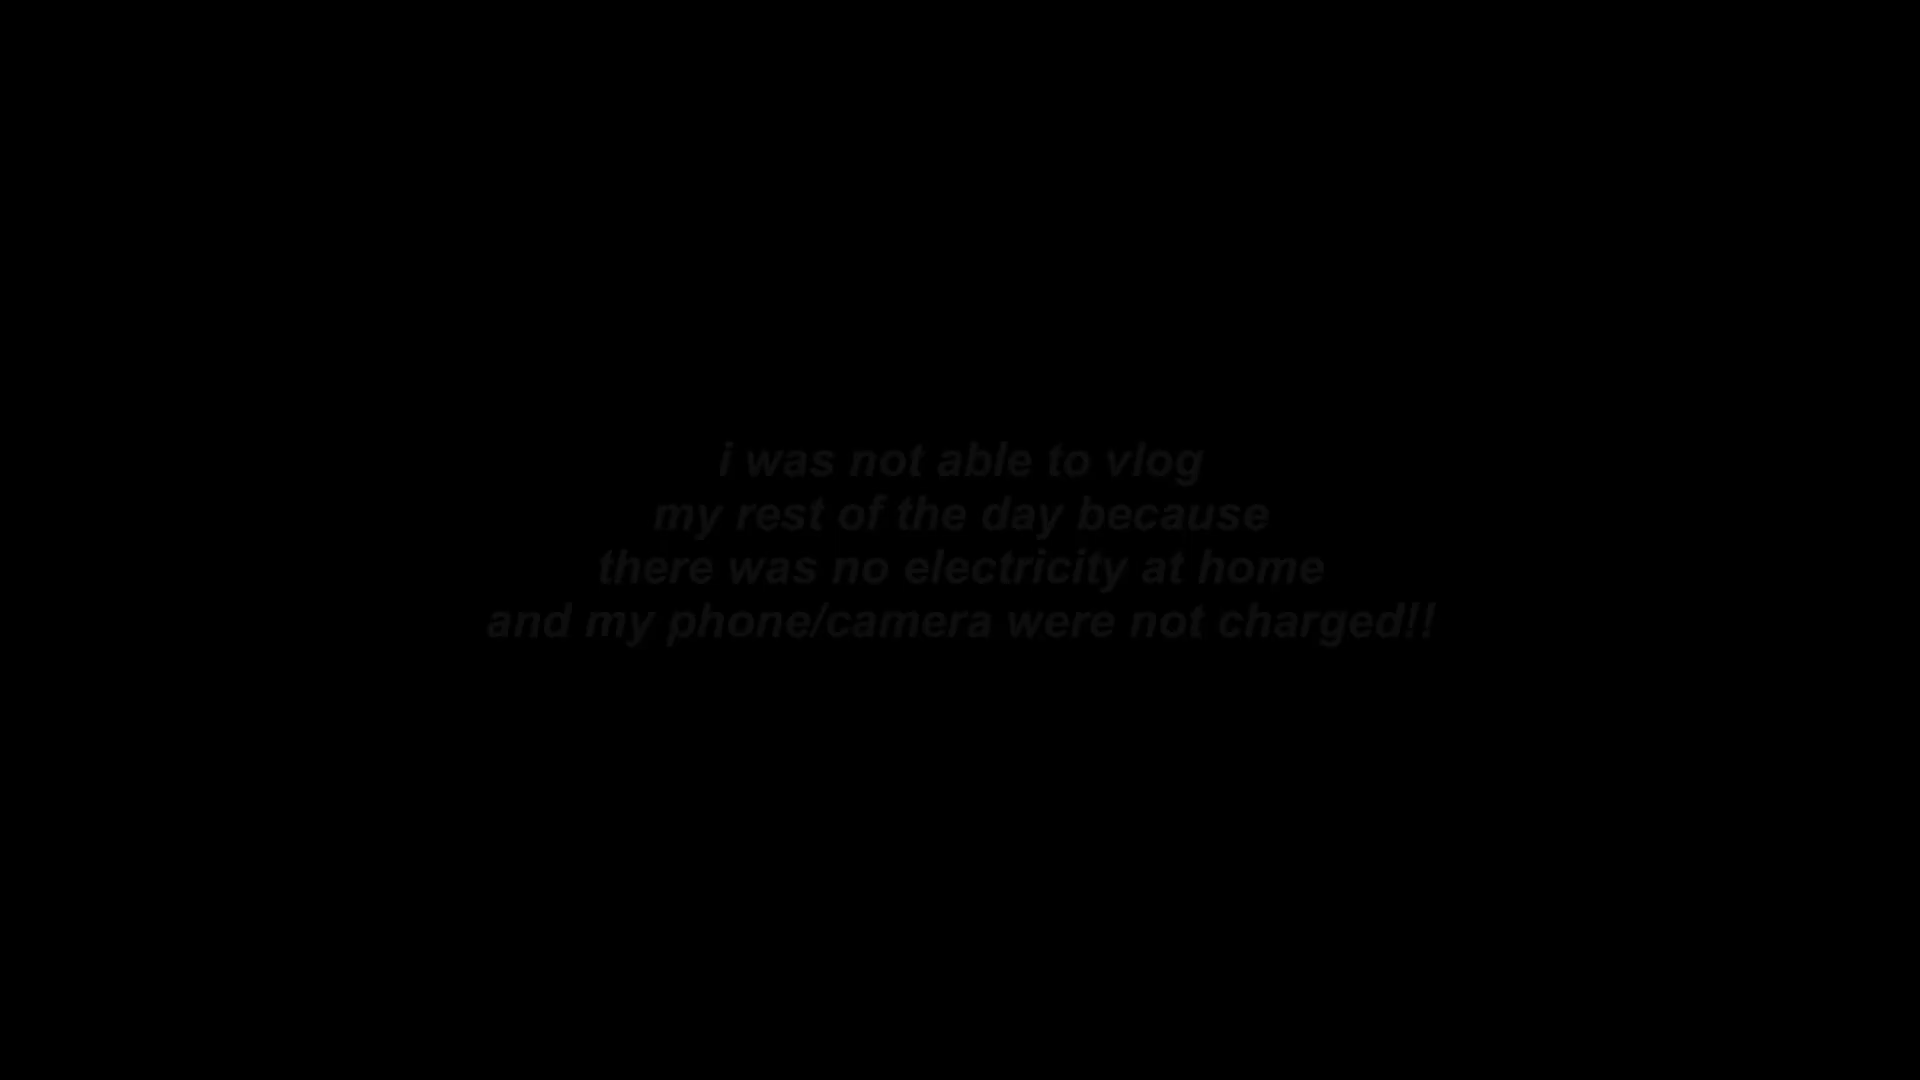 i was not able to vlog
my rest of the day because
there was no electricity at home
and my phone/camera were not charged!!